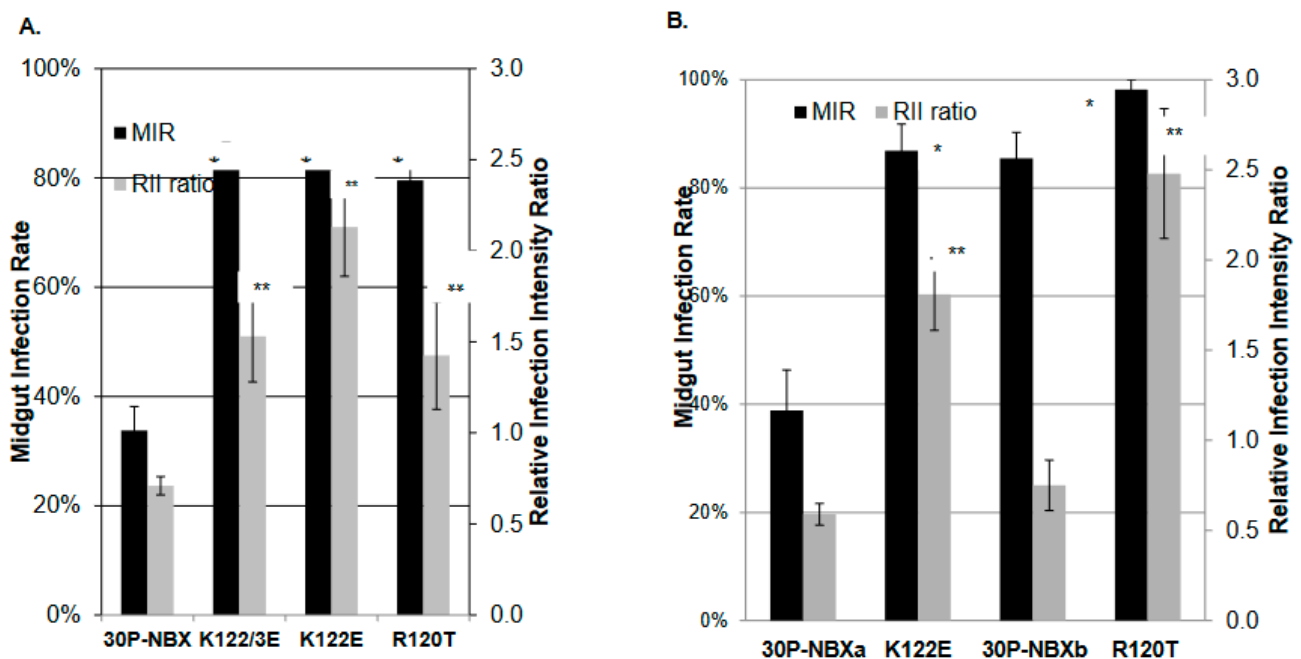 A.
100%
80%
60%
40%
20%
0%
Midgut Infection Rate
MIR
RII ratio
* * *
** ** **
3.0
2.5
2.0
1.5
1.0
0.5
0.0
Relative Infection Intensity Ratio
30P-NBX K122/3E K122E R120T
B.
100%
80%
60%
40%
20%
0%
Midgut Infection Rate
MIR RII ratio
* *
** **
3.0
2.5
2.0
1.5
1.0
0.5
0.0
Relative Infection Intensity Ratio
30P-NBXa K122E 30P-NBXb R120T